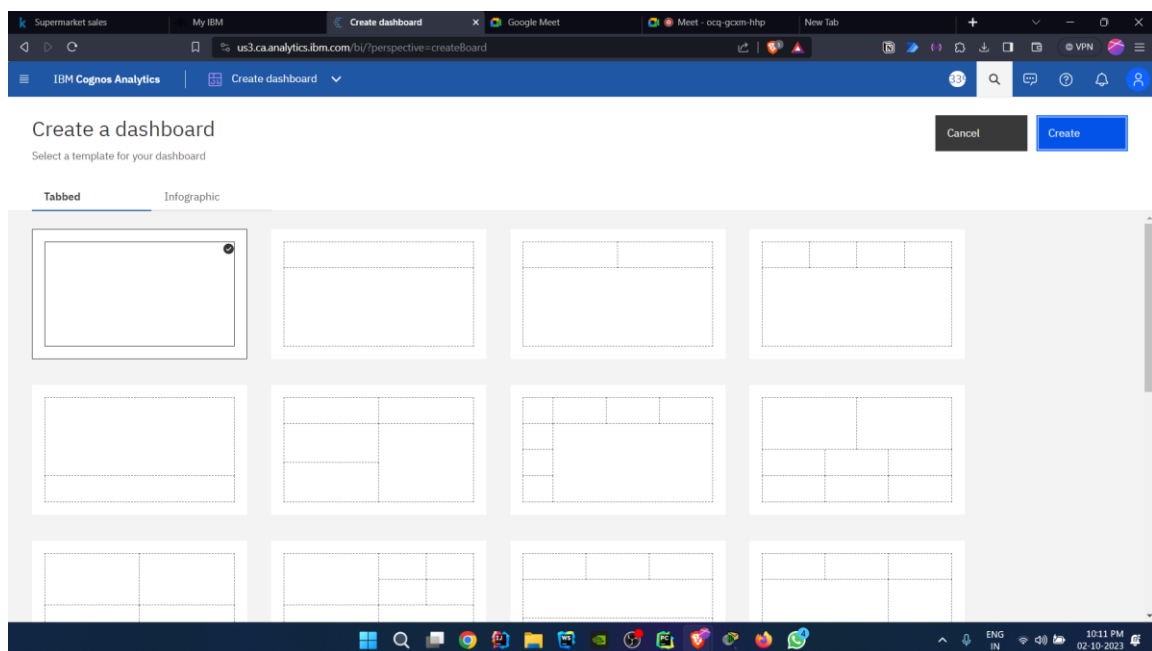 Supermarket sales My IBM Create dashboard Google Meet Meet - ocq-gcxm-hhp New Tab
us3.ca.analytics.ibm.com/bi/?perspective=createBoard VPN
IBM Cognos Analytics Create dashboard
Create a dashboard
Cancel Create
Select a template for your dashboard
Tabbed Infographic
ENG 10:11 PM
IN 02-10-2023